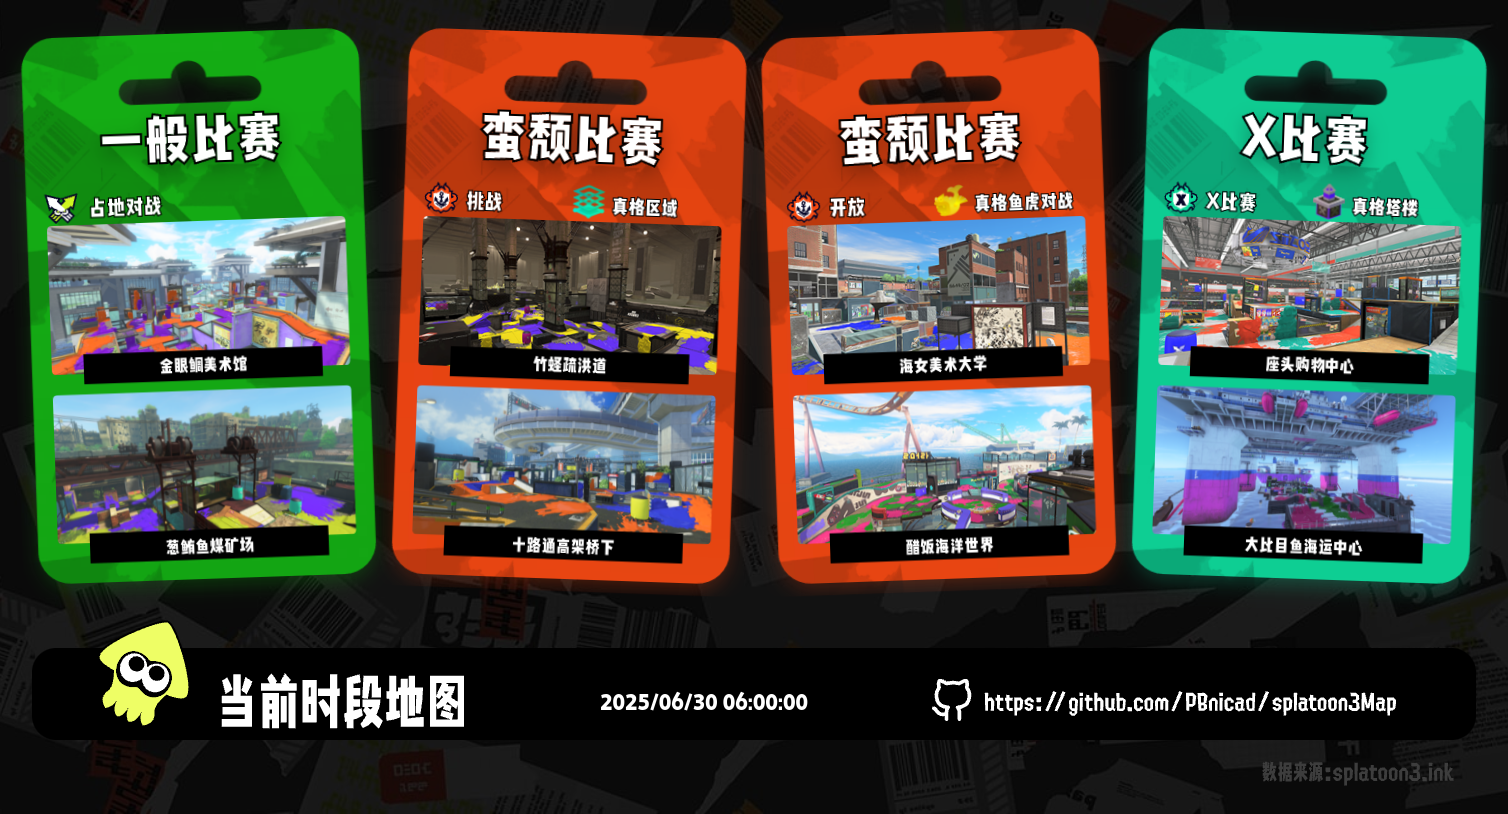 一般比赛
占地对战
金眼鲷美术馆
葱鲔鱼煤矿场
蛮颓比赛
挑战
真格区域
竹蛏疏洪道
十路通高架桥下
蛮颓比赛
开放
真格鱼虎对战
海女美术大学
醋饭海洋世界
X比赛
X比赛
真格塔楼
座头购物中心
大比目鱼海运中心
当前时段地图
2025/06/30 06:00:00
https://github.com/PBnicad/splatoon3Map
数据来源:splatoon3.ink